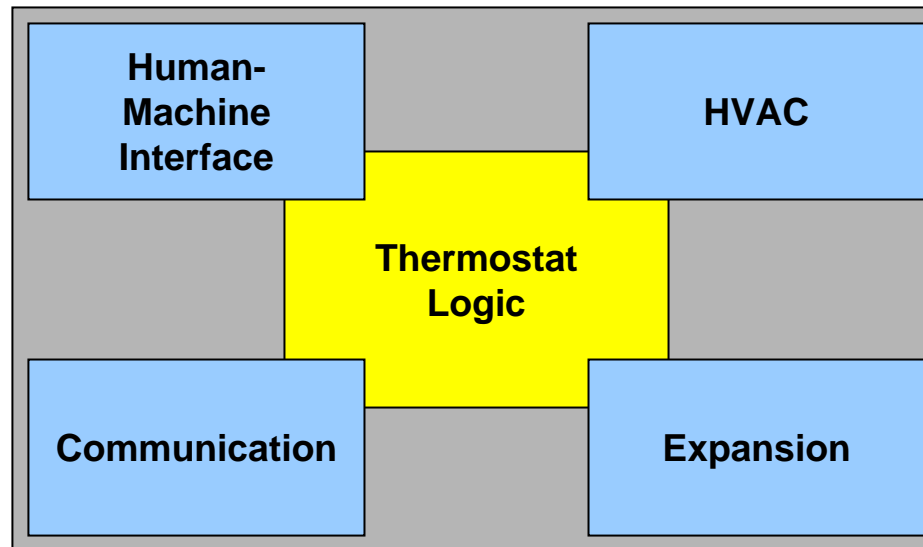 Human-
Machine
Interface
HVAC
Thermostat
Logic
Communication
Expansion